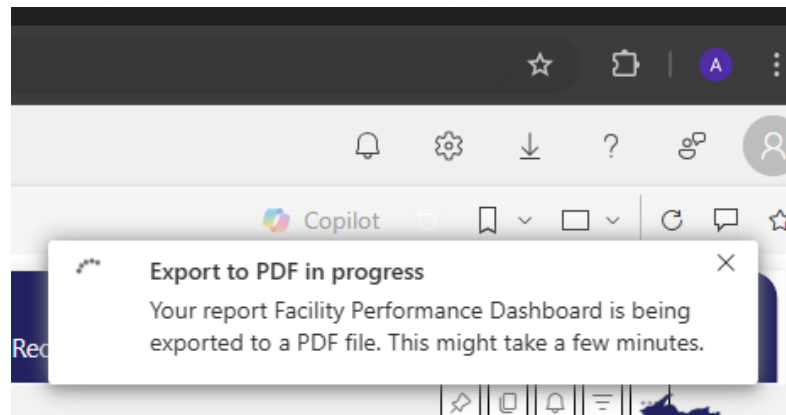 A
?
Copilot
Export to PDF in progress
Your report Facility Performance Dashboard is being
exported to a PDF file. This might take a few minutes.
Rec